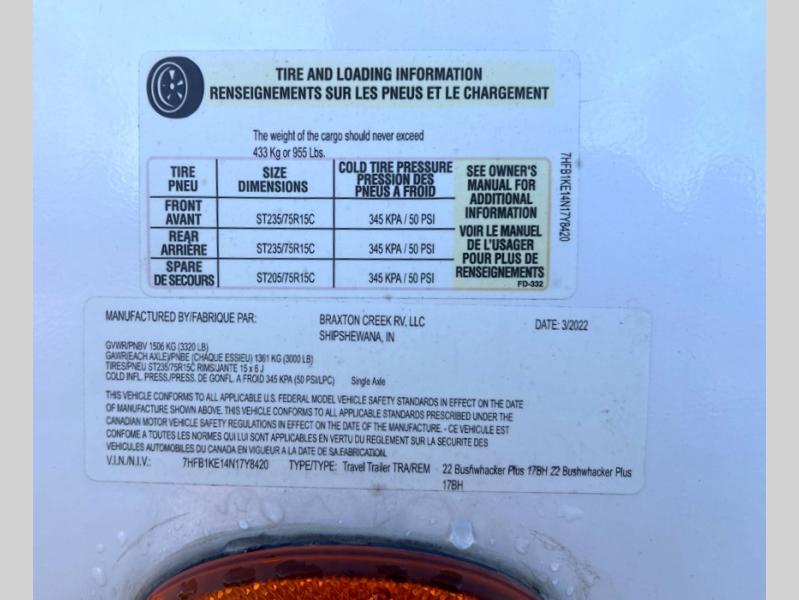 TIRE AND LOADING INFORMATION
RENSEIGNEMENTS SUR LES PNEUS ET LE CHARGEMENT
The weight of the cargo should never exceed
433 Kg or 955 Lbs.
TIRE
PNEU
SIZE
DIMENSIONS
COLD TIRE PRESSURE
PRESSION DES
PNEUS A FROID
FRONT
AVANT
ST235/75R15C
345 KPA / 50 PSI
REAR
ARRIÈRE
ST235/75R15C
345 KPA / 50 PSI
SPARE
DE SECOURS
ST205/75R15C
345 KPA / 50 PSI
SEE OWNER'S
MANUAL FOR
ADDITIONAL
INFORMATION
VOIR LE MANUEL
DE L'USAGER
POUR PLUS DE
RENSEIGNEMENTS
FD-332
7HFB1KE14N17Y8420
MANUFACTURED BY/FABRIQUE PAR: BRAXTON CREEK RV, LLC DATE: 3/2022
SHIPSHEWANA, IN
GVWR/PNBV 1506 KG (3320 LB)
GAWR(EACH AXLE)/PNBE (CHAQUE ESSIEU) 1361 KG (3000 LB)
TIRES/PNEU ST235/75R15C RIMS/JANTE 15 x 6 J
COLD INFL. PRESS./PRESS. DE GONFL. A FROID 345 KPA (50 PSI/LPC) Single Axle
THIS VEHICLE CONFORMS TO ALL APPLICABLE U.S. FEDERAL MODEL VEHICLE SAFETY STANDARDS IN EFFECT ON THE DATE
OF MANUFACTURE SHOWN ABOVE. THIS VEHICLE CONFORMS TO ALL APPLICABLE STANDARDS PRESCRIBED UNDER THE
CANADIAN MOTOR VEHICLE SAFETY REGULATIONS IN EFFECT ON THE DATE OF THE MANUFACTURE. - CE VEHICULE EST
CONFOME A TOUTES LES NORMES QUI LUI SONT APPLICABLES EN VERTU DU REGLEMENT SUR LA SECURITE DES
VEHICULES AUTOMOBILES DU CANADA EN VIGUEUR A LA DATE DE SA FABRICATION.
V.I.N./N.I.V.: 7HFB1KE14N17Y8420 TYPE/TYPE: Travel Trailer TRA/REM 22 Bushwhacker Plus 17BH 22 Bushwhacker Plus
17BH